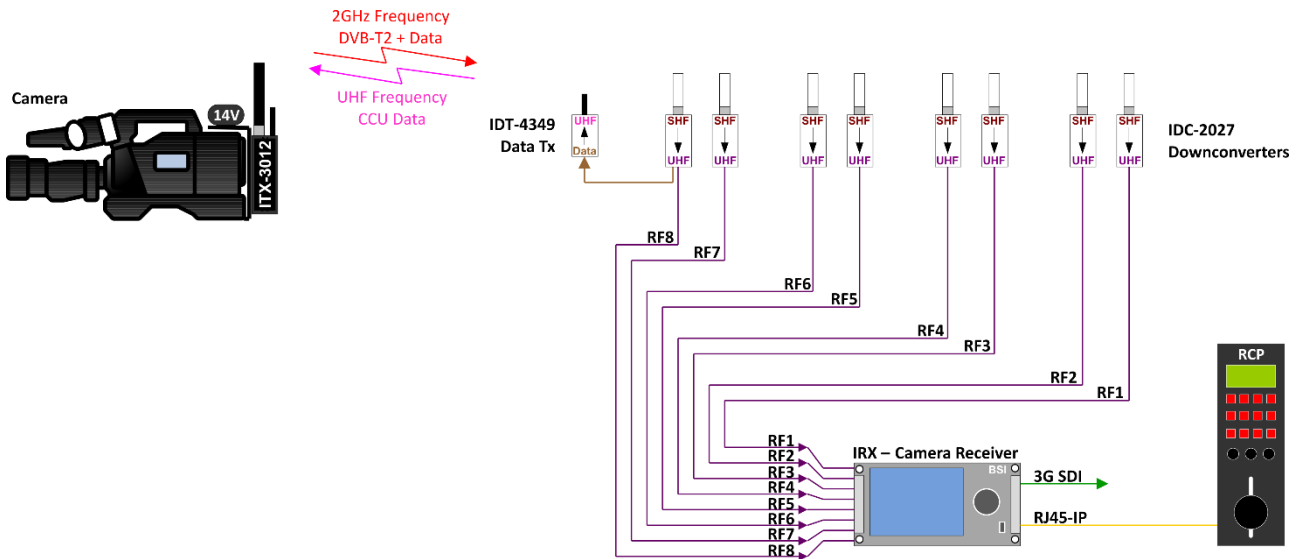 2GHz Frequency
DVB-T2 + Data
UHF Frequency
CCU Data
Camera
14V
ITX-3012
IDT-4349
Data Tx
UHF
Data
SHF
UHF
SHF
UHF
SHF
UHF
SHF
UHF
SHF
UHF
SHF
UHF
SHF
UHF
SHF
UHF
IDC-2027
Downconverters
RF8
RF7
RF6
RF5
RF4
RF3
RF2
RF1
RCP
RF1
RF2
RF3
RF4
RF5
RF6
RF7
RF8
IRX – Camera Receiver
BSI
3G SDI
RJ45-IP